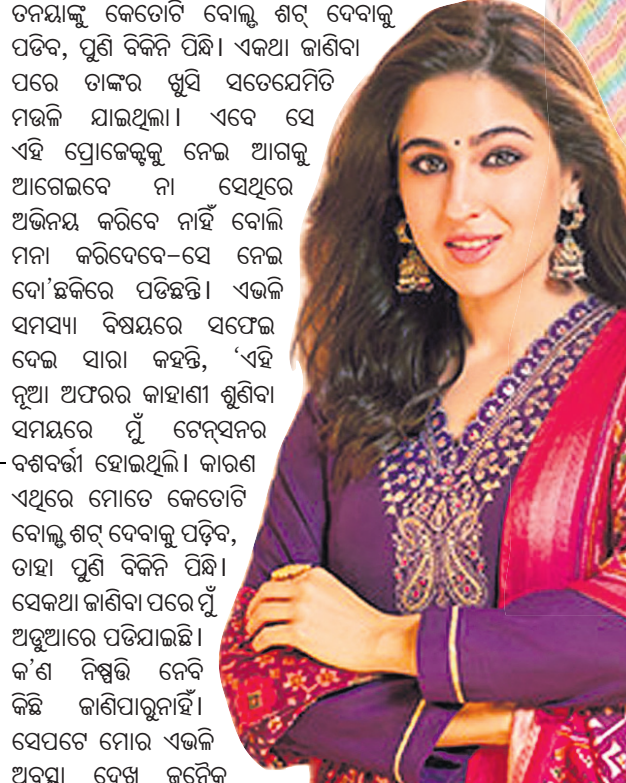 ତନୟାଙ୍କୁ କେତୋଟି ବୋଲ୍ଡ ଶଟ୍ ଦେବାକୁ
ପଡିବ, ପୁଣି ବିକିନି ପିନ୍ଧି। ଏକଥା ଜାଣିବା
ପରେ ତାଙ୍କର ଖୁସି ସତେଯେମିତି
ମଉଳି ଯାଇଥିଲା। ଏବେ ସେ
ଏହି ପ୍ରୋଜେକ୍ଟକୁ ନେଇ ଆଗକୁ
ଆଗେଇବେ ନା ସେଥିରେ
ଅଭିନୟ କରିବେ ନାହିଁ ବୋଲି
ମନା କରିଦେବେ–ସେ ନେଇ
ଦୋ'ଛକିରେ ପଡିଛନ୍ତି। ଏଭଳି
ସମସ୍ୟା ବିଷୟରେ ସଫେଇ
ଦେଇ ସାରା କହନ୍ତି, 'ଏହି
ନୂଆ ଅଫରର କାହାଣୀ ଶୁଣିବା
ସମୟରେ ମୁଁ ଟେନ୍‌ସନର
ବଶବର୍ତ୍ତୀ ହୋଇଥିଲି। କାରଣ
ଏଥିରେ ମୋତେ କେତୋଟି
ବୋଲ୍ଡ ଶଟ୍ ଦେବାକୁ ପଡ଼ିବ,
ତାହା ପୁଣି ବିକିନି ପିନ୍ଧି।
ସେକଥା ଜାଣିବା ପରେ ମୁଁ
ଅଡୁଆରେ ପଡିଯାଇଛି।
କ'ଣ ନିଷ୍ପତ୍ତି ନେବି
କିଛି ଜାଣିପାରୁନାହିଁ।
ସେପଟେ ମୋର ଏଭଳି
ଅବସ୍ଥା ଦେଖି ଜନୈକ